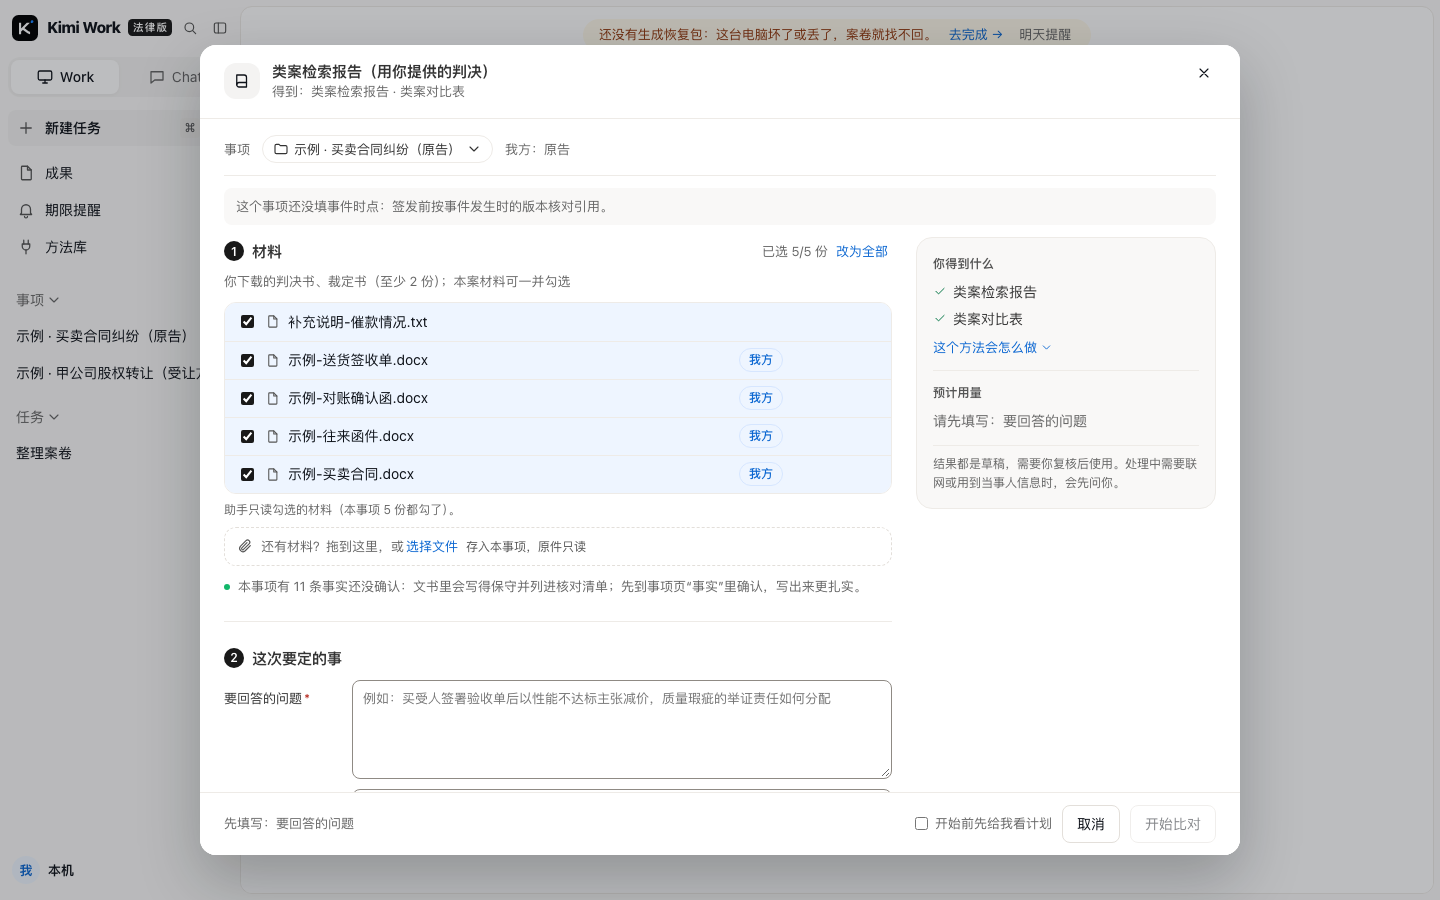 Kimi Work 法律版
还没有生成恢复包：这台电脑坏了或丢了，案卷就找不回。 去完成 → 明天提醒
Work Chat
新建任务 ⌘
成果
期限提醒
方法库
事项
示例 · 买卖合同纠纷（原告）
示例 · 甲公司股权转让（受让
任务
整理案卷
我 本机
类案检索报告（用你提供的判决）
得到：类案检索报告 · 类案对比表
事项 示例 · 买卖合同纠纷（原告） 我方：原告
这个事项还没填事件时点：签发前按事件发生时的版本核对引用。
1 材料 已选 5/5 份 改为全部
你下载的判决书、裁定书（至少 2 份）；本案材料可一并勾选
补充说明-催款情况.txt
示例-送货签收单.docx 我方
示例-对账确认函.docx 我方
示例-往来函件.docx 我方
示例-买卖合同.docx 我方
助手只读勾选的材料（本事项 5 份都勾了）。
还有材料？拖到这里，或 选择文件 存入本事项，原件只读
本事项有 11 条事实还没确认：文书里会写得保守并列进核对清单；先到事项页“事实”里确认，写出来更扎实。
2 这次要定的事
要回答的问题 *
例如：买受人签署验收单后以性能不达标主张减价，质量瑕疵的举证责任如何分配
你得到什么
类案检索报告
类案对比表
这个方法会怎么做
预计用量
请先填写：要回答的问题
结果都是草稿，需要你复核后使用。处理中需要联
网或用到当事人信息时，会先问你。
先填写：要回答的问题 开始前先给我看计划 取消 开始比对